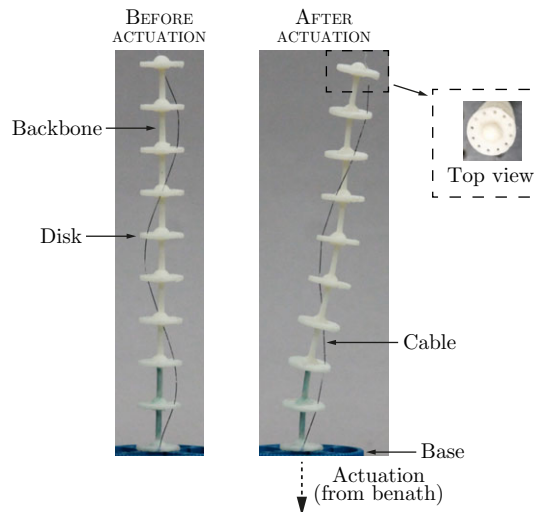 BEFORE
ACTUATION
AFTER
ACTUATION
Backbone
Top view
Disk
Cable
Base
Actuation
(from benath)